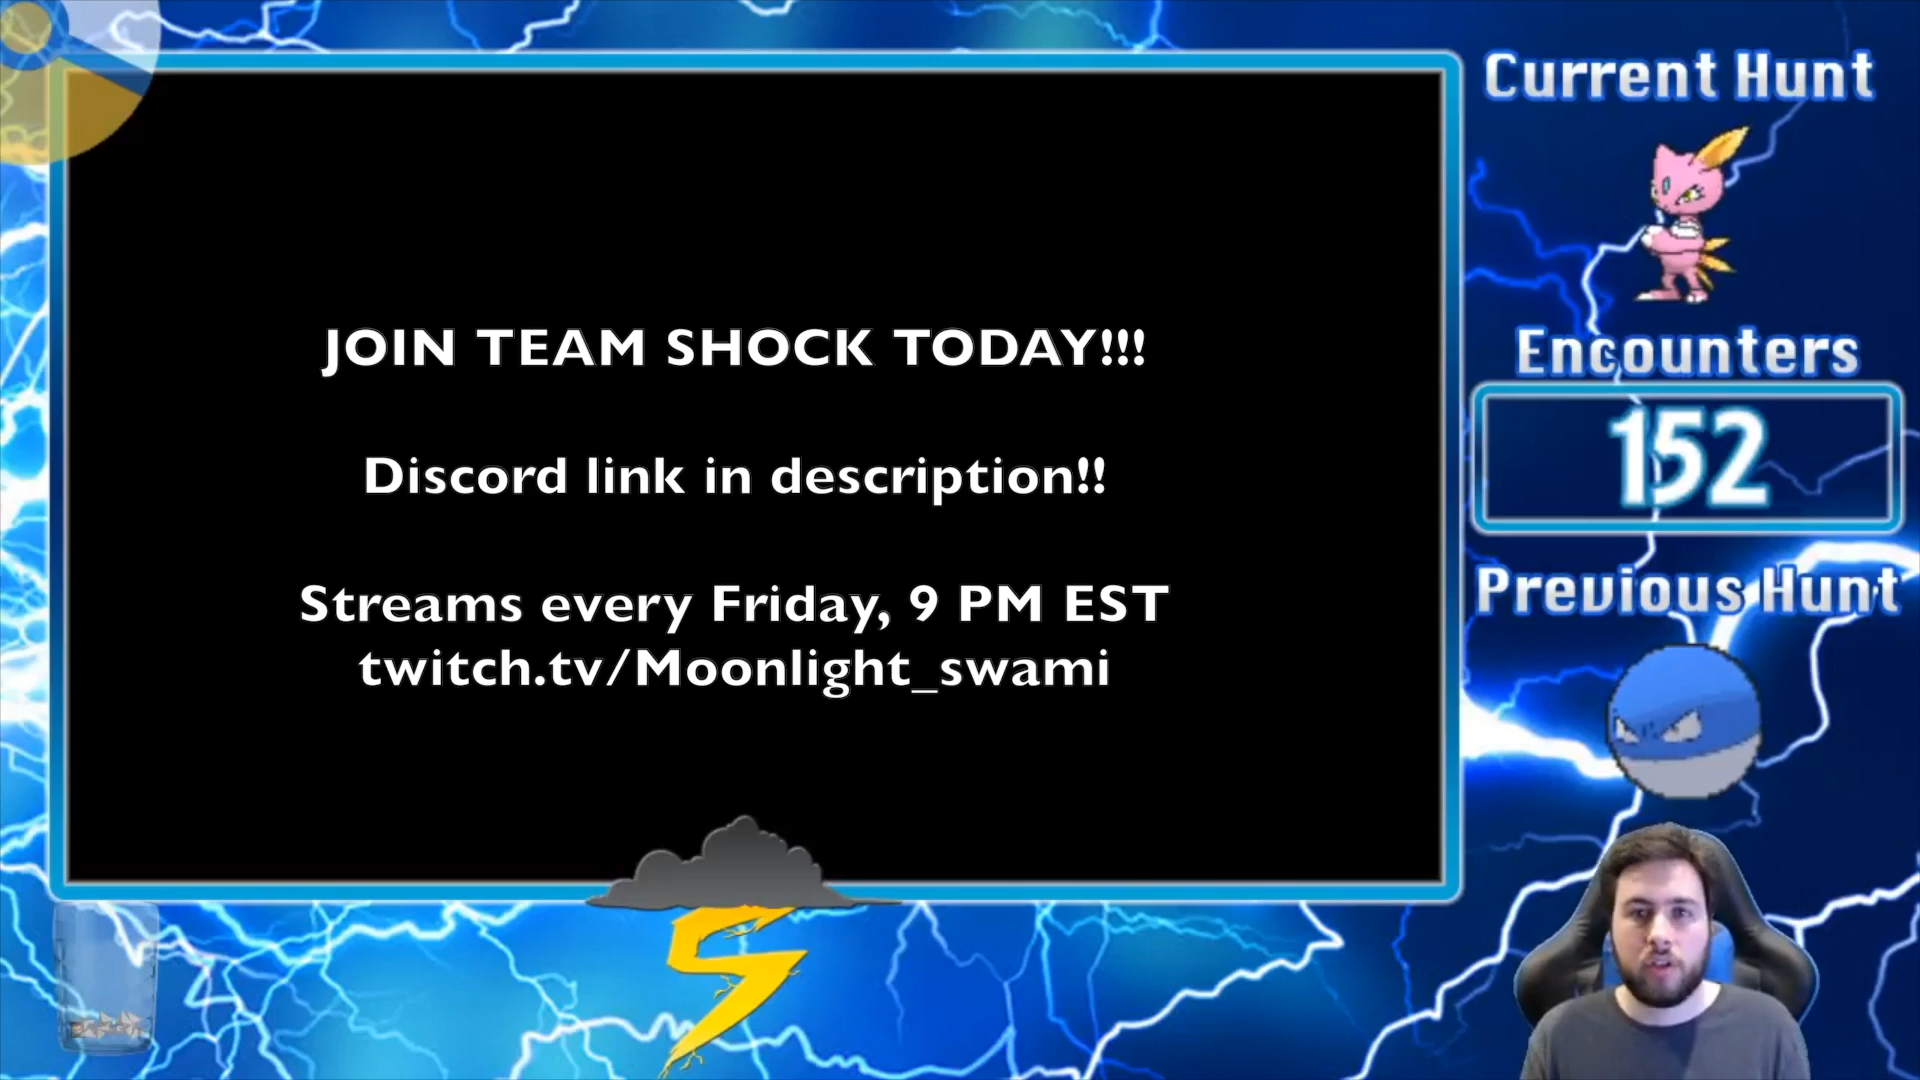 JOIN TEAM SHOCK TODAY!!!
Discord link in description!!
Streams every Friday, 9 PM EST
twitch.tv/Moonlight_swami
Current Hunt
Encounters
152
Previous Hunt